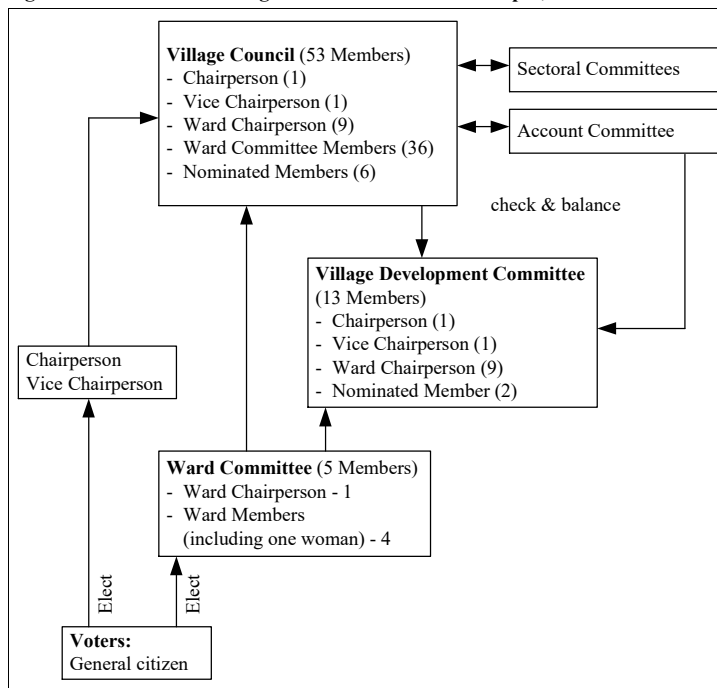 Village Council (53 Members)
- Chairperson (1)
- Vice Chairperson (1)
- Ward Chairperson (9)
- Ward Committee Members (36)
- Nominated Members (6)
Sectoral Committees
Account Committee
check & balance
Village Development Committee
(13 Members)
- Chairperson (1)
- Vice Chairperson (1)
- Ward Chairperson (9)
- Nominated Member (2)
Chairperson
Vice Chairperson
Ward Committee (5 Members)
- Ward Chairperson - 1
- Ward Members
(including one woman) - 4
Elect
Elect
Voters:
General citizen